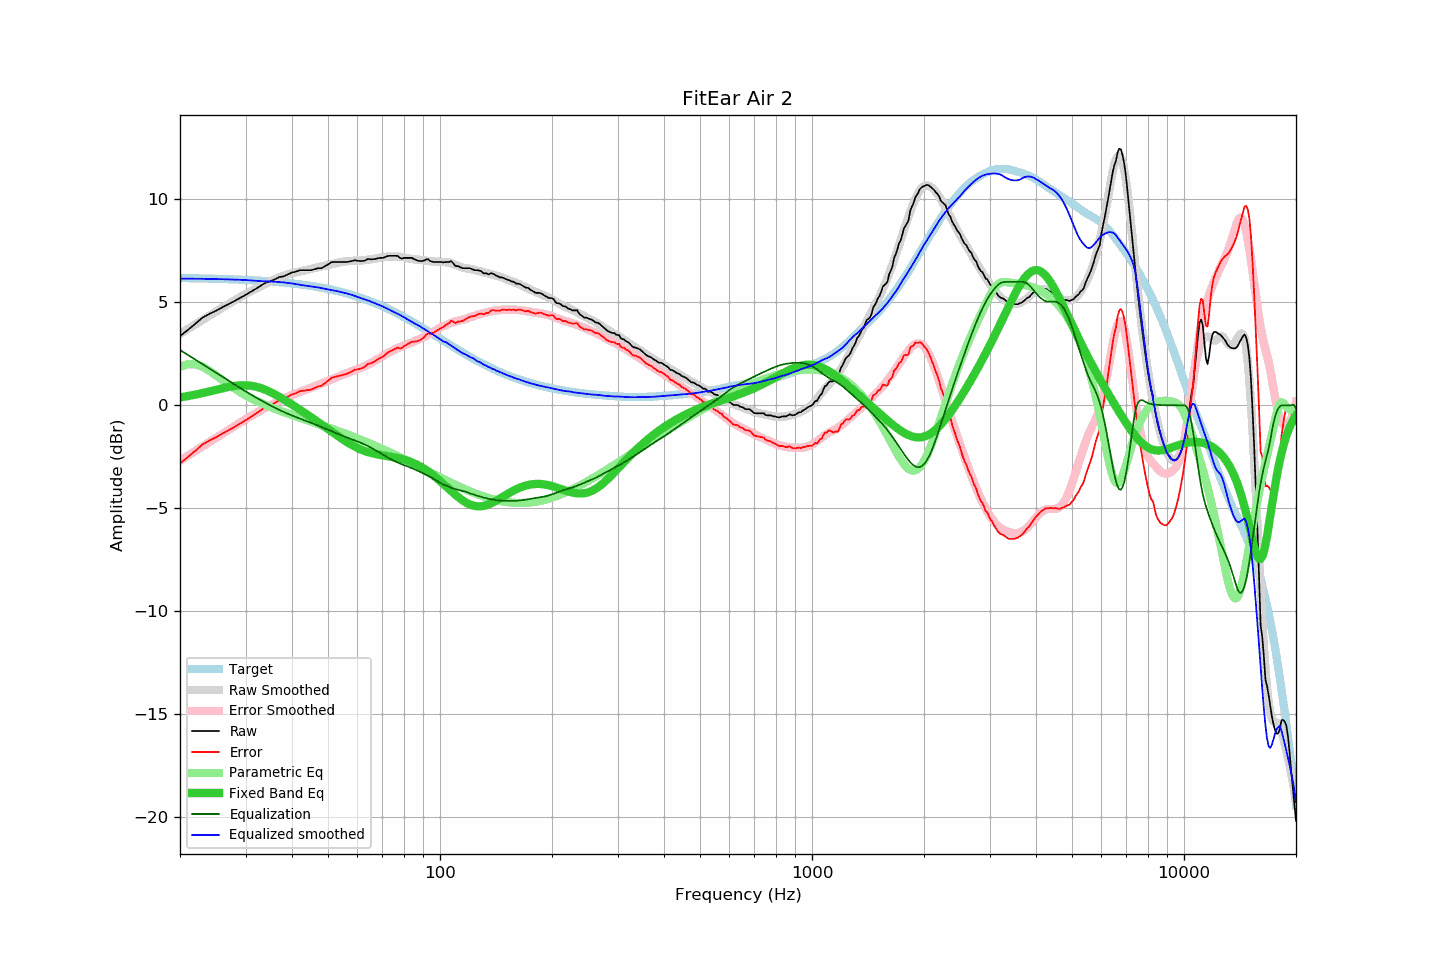 FitEar Air 2
Amplitude (dBr)
10
5
0
−5
−10
−15
−20
Target
Raw Smoothed
Error Smoothed
Raw
Error
Parametric Eq
Fixed Band Eq
Equalization
Equalized smoothed
100 1000 10000
Frequency (Hz)